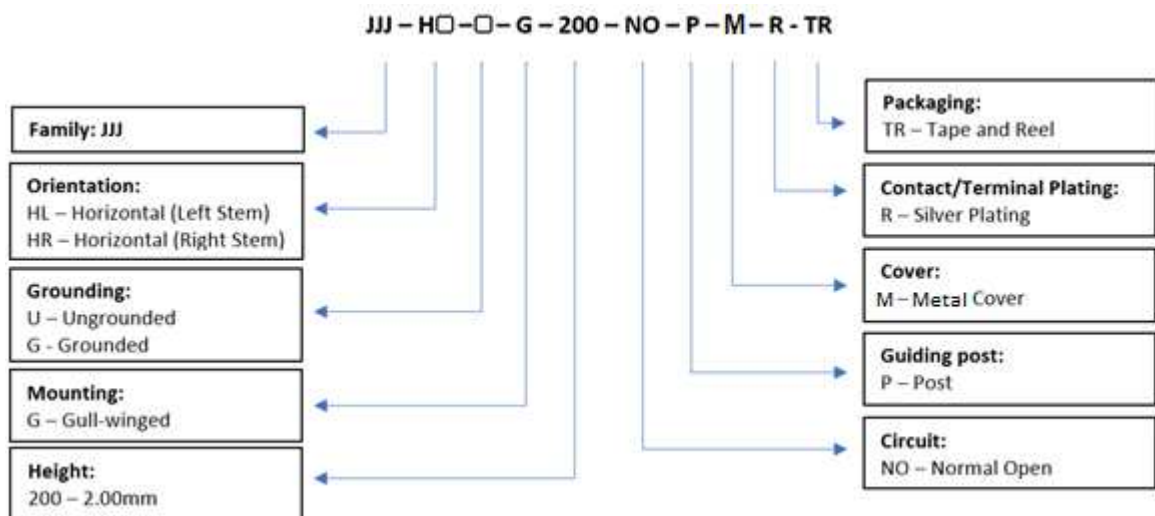 JJJ – H▢ – ▢ – G – 200 – NO – P – M – R - TR
Family: JJJ
Orientation:
HL – Horizontal (Left Stem)
HR – Horizontal (Right Stem)
Grounding:
U – Ungrounded
G - Grounded
Mounting:
G – Gull-winged
Height:
200 – 2.00mm
Packaging:
TR – Tape and Reel
Contact/Terminal Plating:
R – Silver Plating
Cover:
M – Metal Cover
Guiding post:
P – Post
Circuit:
NO – Normal Open